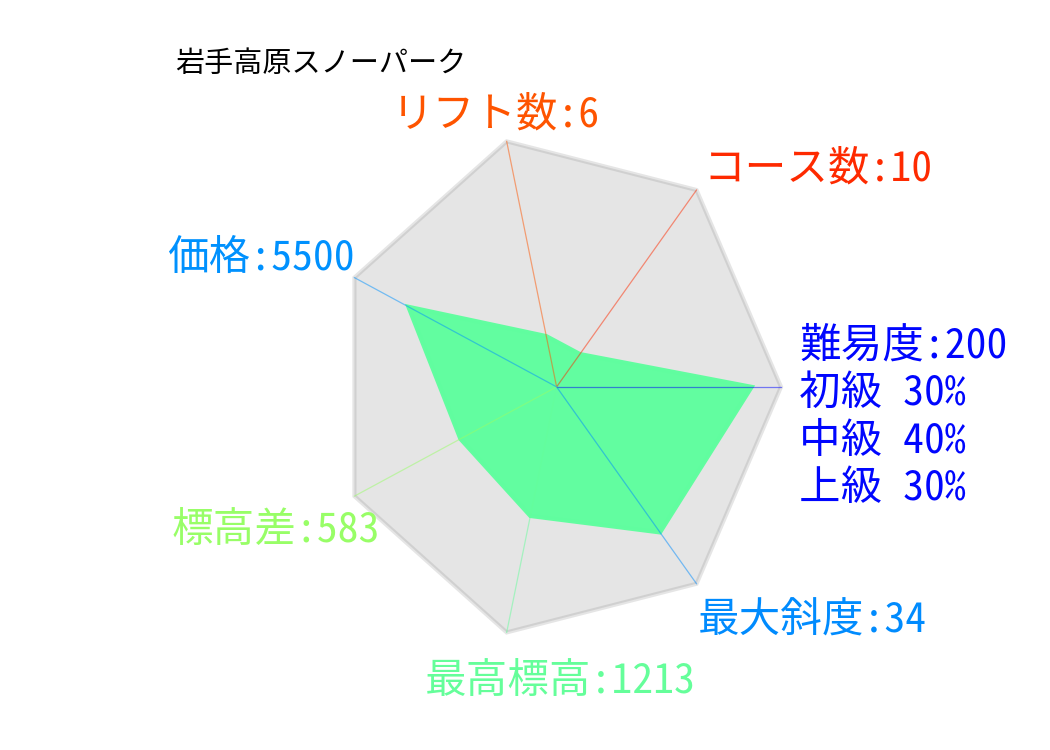 岩手高原スノーパーク
リフト数:6
コース数:10
価格:5500
難易度:200
初級 30%
中級 40%
上級 30%
標高差:583
最大斜度:34
最高標高:1213